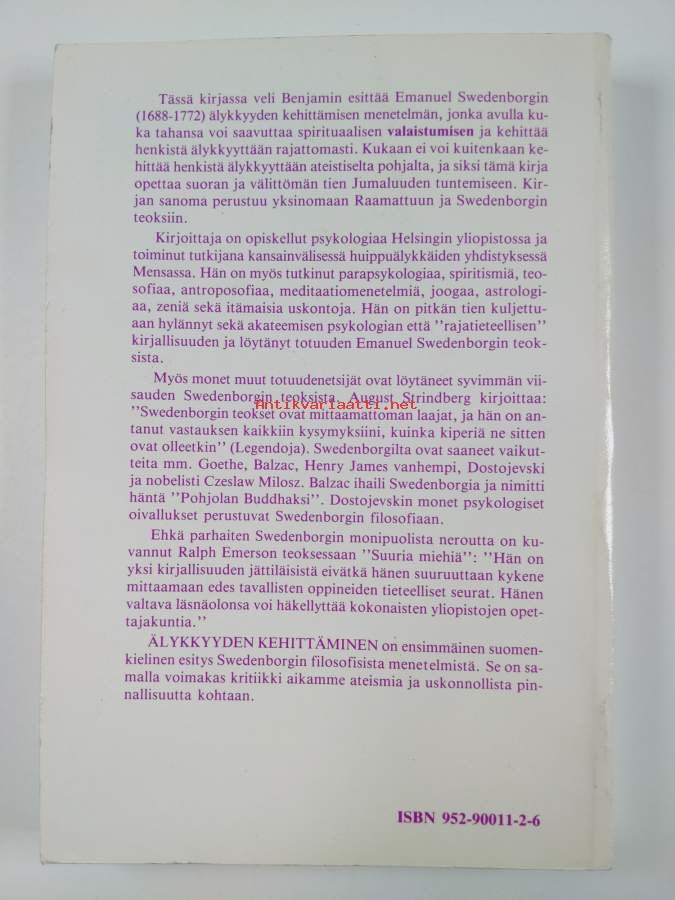 Tässä kirjassa veli Benjamin esittää Emanuel Swedenborgin
(1688-1772) älykkyyden kehittämisen menetelmän, jonka avulla ku-
ka tahansa voi saavuttaa spirituaalisen valaistumisen ja kehittää
henkistä älykkyyttään rajattomasti. Kukaan ei voi kuitenkaan ke-
hittää henkistä älykkyyttään ateistiselta pohjalta, ja siksi tämä kirja
opettaa suoran ja välittömän tien Jumaluuden tuntemiseen. Kir-
jan sanoma perustuu yksinomaan Raamattuun ja Swedenborgin
teoksiin.
Kirjoittaja on opiskellut psykologiaa Helsingin yliopistossa ja
toiminut tutkijana kansainvälisessä huippuälykkäiden yhdistyksessä
Mensassa. Hän on myös tutkinut parapsykologiaa, spiritismiä, teo-
sofiaa, antroposofiaa, meditaatiomenetelmiä, joogaa, astrologi-
aa, zeniä sekä itämaisia uskontoja. Hän on pitkän tien kuljettu-
aan hylännyt sekä akateemisen psykologian että ''rajatieteellisen''
kirjallisuuden ja löytänyt totuuden Emanuel Swedenborgin teok-
sista.
Myös monet muut totuudenetsijät ovat löytäneet syvimmän vii-
sauden Swedenborgin teoksista. August Strindberg kirjoittaa:
Antikvariaatti.net
''Swedenborgin teokset ovat mittaamattoman laajat, ja hän on an-
tanut vastauksen kaikkiin kysymyksiini, kuinka kiperiä ne sitten
ovat olleetkin'' (Legendoja). Swedenborgilta ovat saaneet vaikut-
teita mm. Goethe, Balzac, Henry James vanhempi, Dostojevski
ja nobelisti Czeslaw Milosz. Balzac ihaili Swedenborgia ja nimitti
häntä ''Pohjolan Buddhaksi''. Dostojevskin monet psykologiset
oivallukset perustuvat Swedenborgin filosofiaan.
Ehkä parhaiten Swedenborgin monipuolista neroutta on ku-
vannut Ralph Emerson teoksessaan ''Suuria miehiä'': ''Hän on
yksi kirjallisuuden jättiläisistä eivätkä hänen suuruuttaan kykene
mittaamaan edes tavallisten oppineiden tieteelliset seurat. Hänen
valtava läsnäolonsa voi häkellyttää kokonaisten yliopistojen opet-
tajakuntia.''
ÄLYKKYYDEN KEHITTÄMINEN on ensimmäinen suomen-
kielinen esitys Swedenborgin filosofisista menetelmistä. Se on sa-
malla voimakas kritiikki aikamme ateismia ja uskonnollista pin-
nallisuutta kohtaan.
ISBN 952-90011-2-6